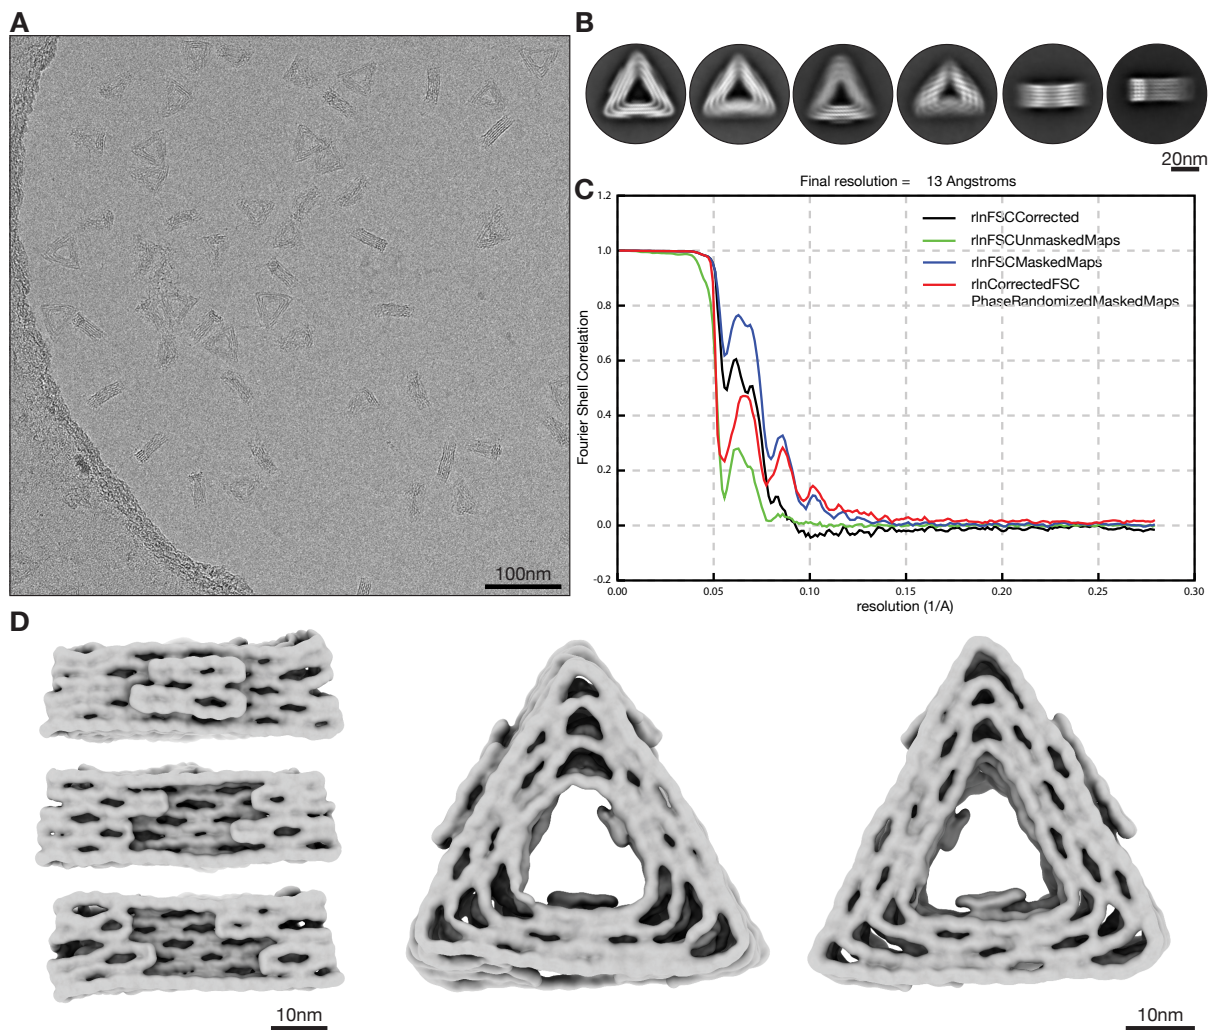 A
100nm
B
20nm
C
Final resolution = 13 Angstroms
rlnFSCCorrected
rlnFSCUnmaskedMaps
rlnFSCMaskedMaps
rlnCorrectedFSC
PhaseRandomizedMaskedMaps
Fourier Shell Correlation
1.2
1.0
0.8
0.6
0.4
0.2
0.0
-0.2
0.00 0.05 0.10 0.15 0.20 0.25 0.30
resolution (1/A)
D
10nm
10nm